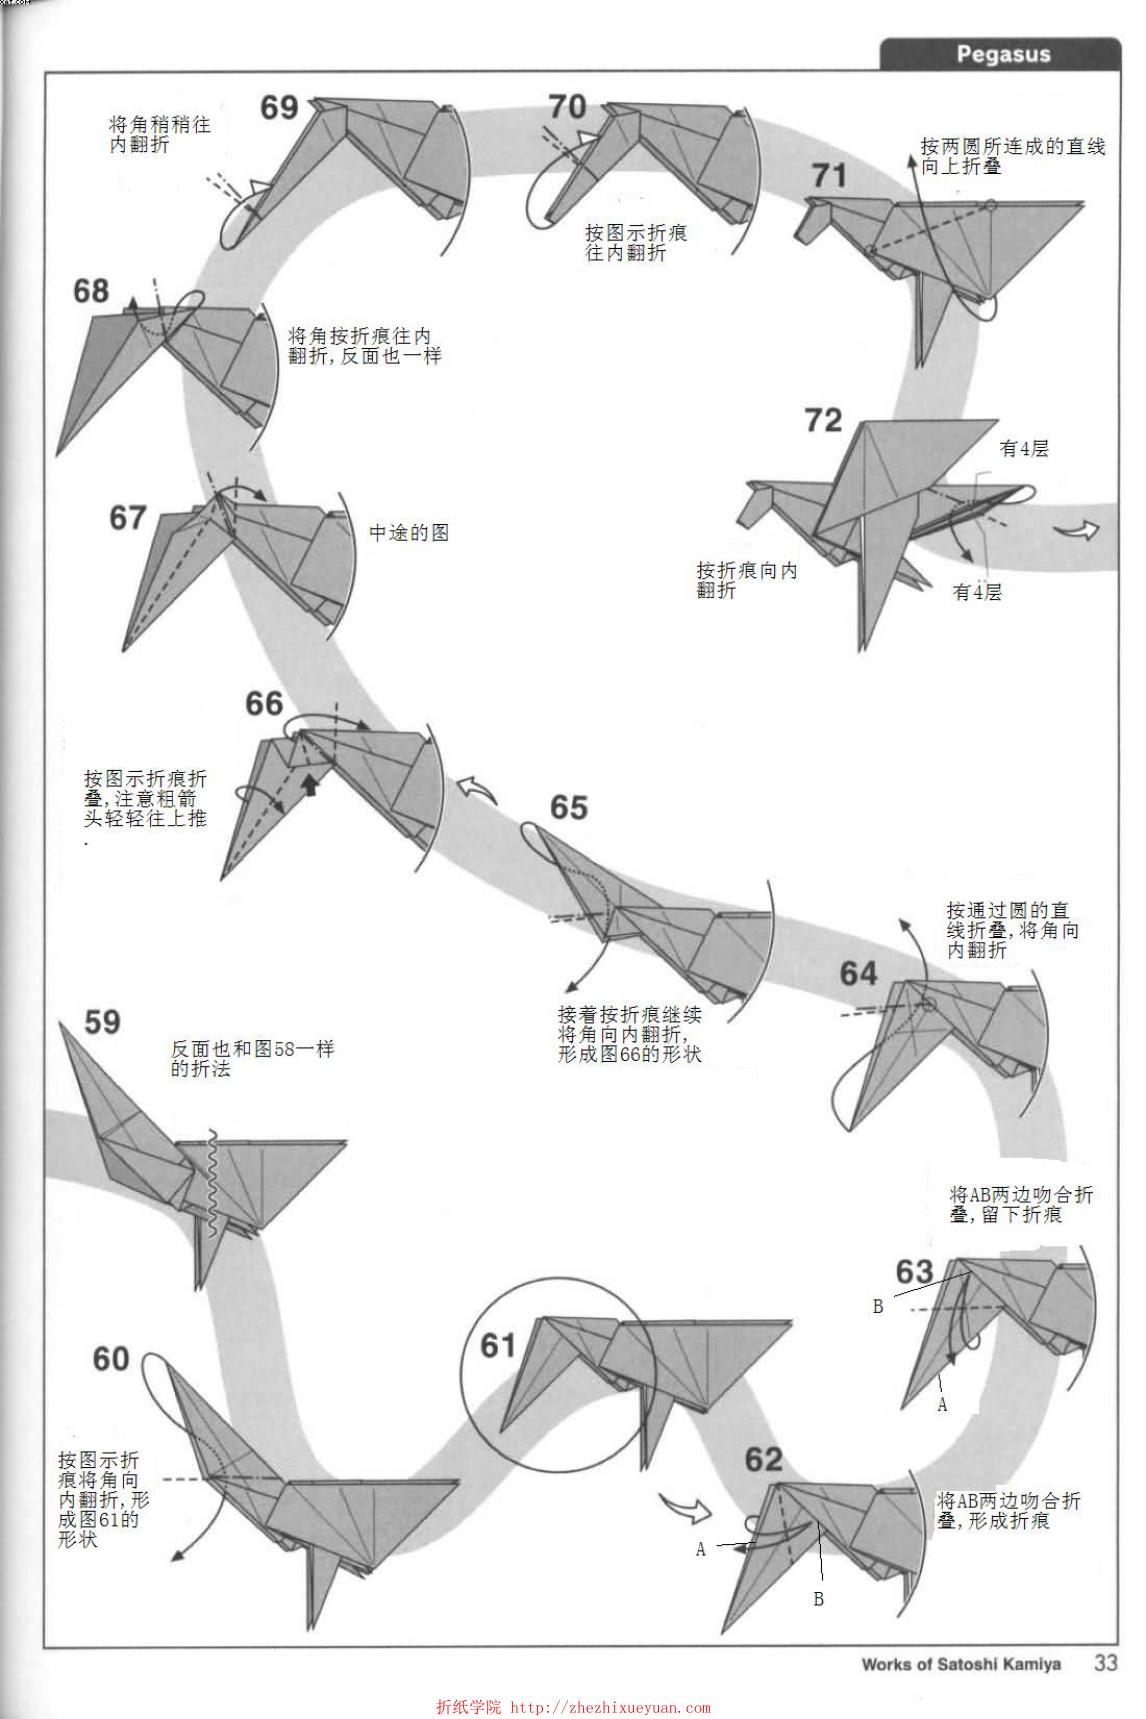 Pegasus
69
将角稍稍往
内翻折
70
按图示折痕
往内翻折
71
按两圆所连成的直线
向上折叠
68
将角按折痕往内
翻折,反面也一样
72
有4层
有4层
按折痕向内
翻折
67
中途的图
66
按图示折痕折
叠,注意粗箭
头轻轻往上推
.
65
接着按折痕继续
将角向内翻折,
形成图66的形状
64
按通过圆的直
线折叠,将角向
内翻折
59
反面也和图58一样
的折法
63
将AB两边吻合折
叠,留下折痕
B
A
60
按图示折
痕将角向
内翻折,形
成图61的
形状
61
62
将AB两边吻合折
叠,形成折痕
A
B
Works of Satoshi Kamiya 33
折纸学院 http://zhezhixueyuan.com